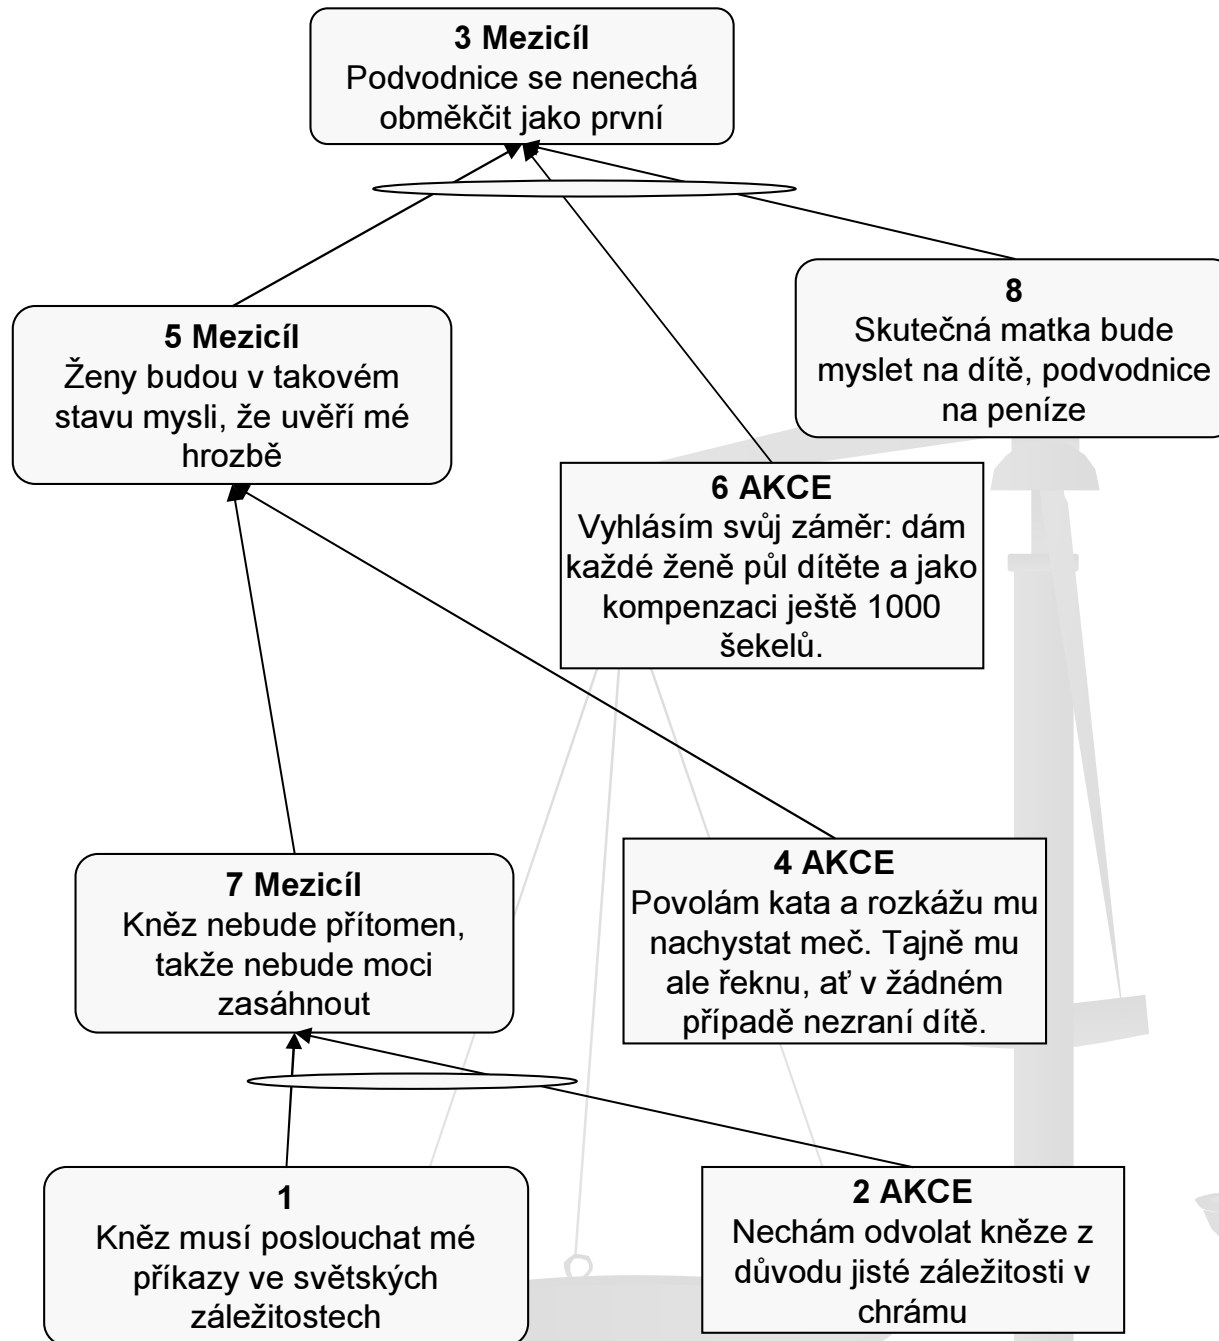 3 Mezicíl
Podvodnice se nenechá
obměkčit jako první
5 Mezicíl
Ženy budou v takovém
stavu mysli, že uvěří mé
hrozbě
8
Skutečná matka bude
myslet na dítě, podvodnice
na peníze
6 AKCE
Vyhlásím svůj záměr: dám
každé ženě půl dítěte a jako
kompenzaci ještě 1000
šekelů.
7 Mezicíl
Kněz nebude přítomen,
takže nebude moci
zasáhnout
4 AKCE
Povolám kata a rozkážu mu
nachystat meč. Tajně mu
ale řeknu, ať v žádném
případě nezraní dítě.
1
Kněz musí poslouchat mé
příkazy ve světských
záležitostech
2 AKCE
Nechám odvolat kněze z
důvodu jisté záležitosti v
chrámu